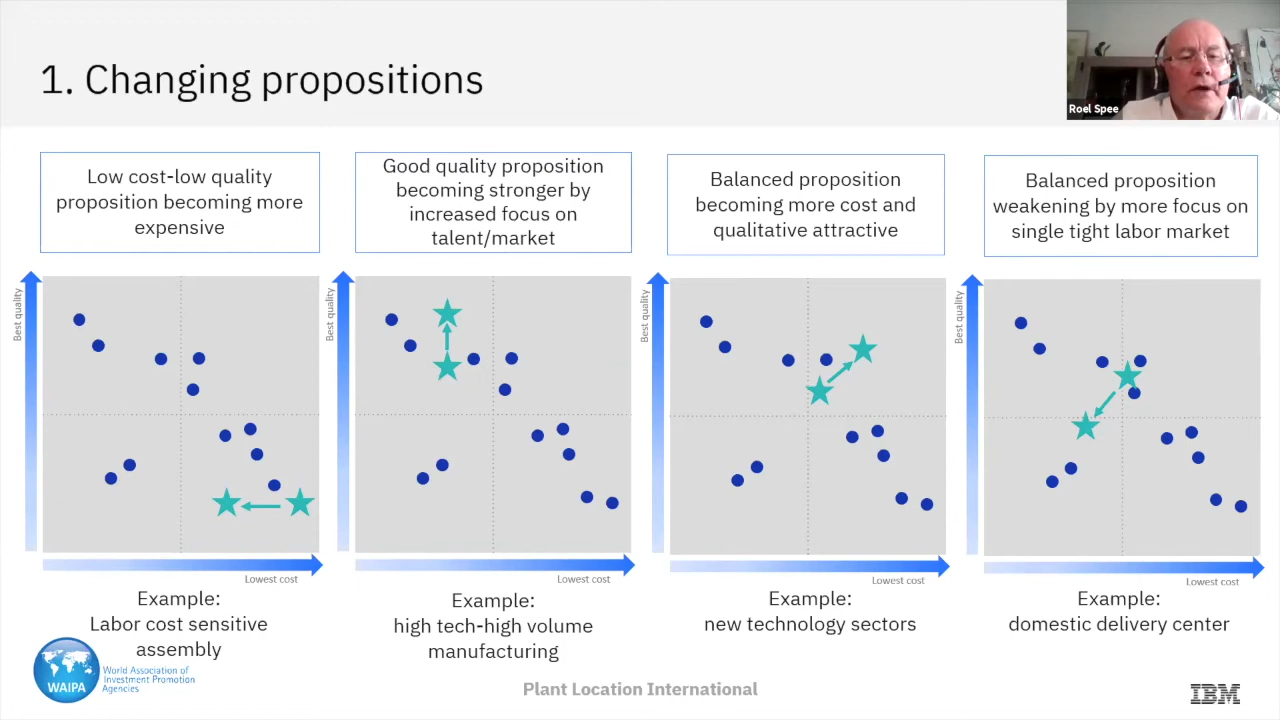 1. Changing propositions
Roel Spee
Low cost-low quality
proposition becoming more
expensive
Good quality proposition
becoming stronger by
increased focus on
talent/market
Balanced proposition
becoming more cost and
qualitative attractive
Balanced proposition
weakening by more focus on
single tight labor market
Best quality
Lowest cost
Best quality
Lowest cost
Best quality
Lowest cost
Best quality
Lowest cost
Example:
Labor cost sensitive
assembly
Example:
high tech-high volume
manufacturing
Example:
new technology sectors
Example:
domestic delivery center
WAIPA
World Association of
Investment Promotion
Agencies
Plant Location International
IBM